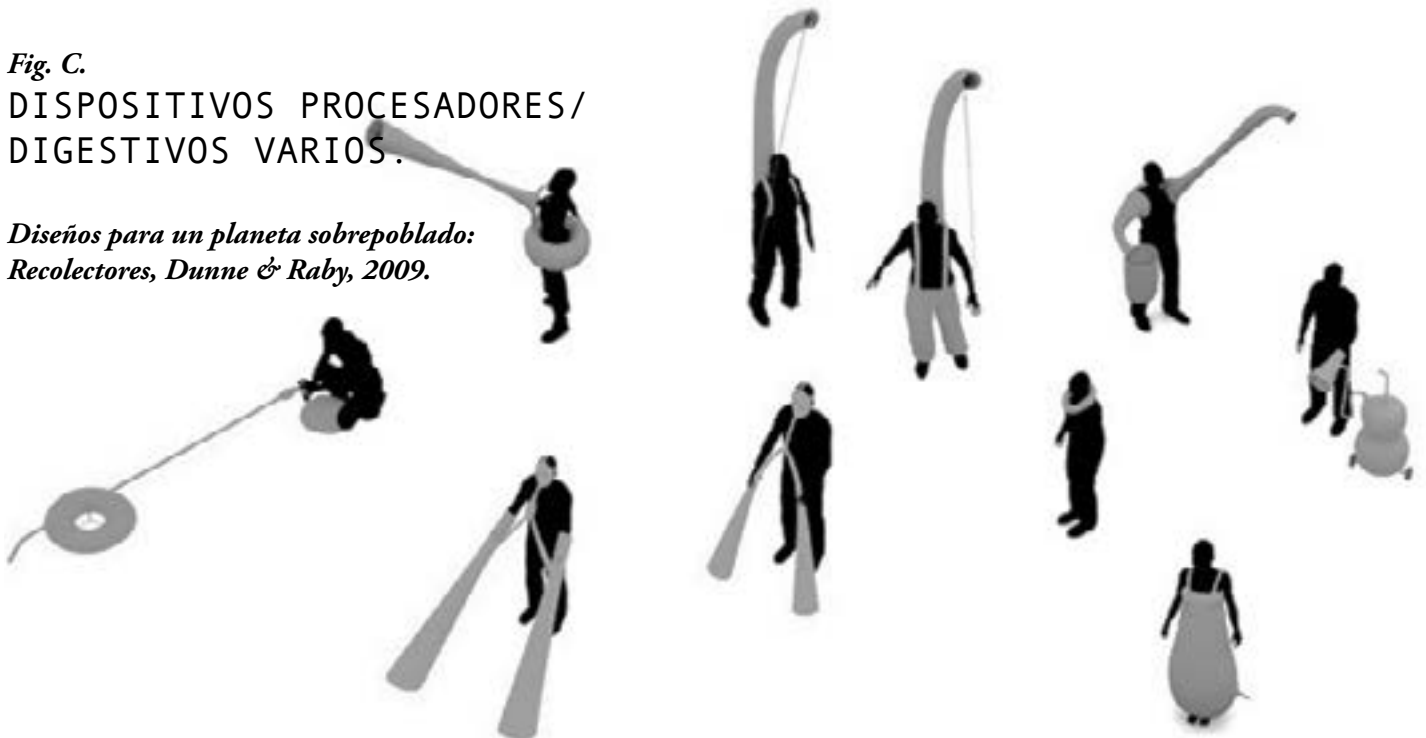 Fig. C.
DISPOSITIVOS PROCESADORES/
DIGESTIVOS VARIOS.
Diseños para un planeta sobrepoblado:
Recolectores, Dunne & Raby, 2009.